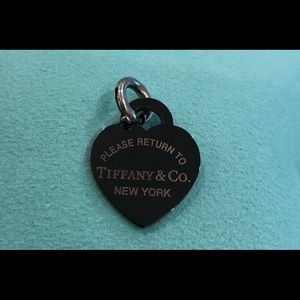 PLEASE RETURN TO
TIFFANY & CO.
NEW YORK